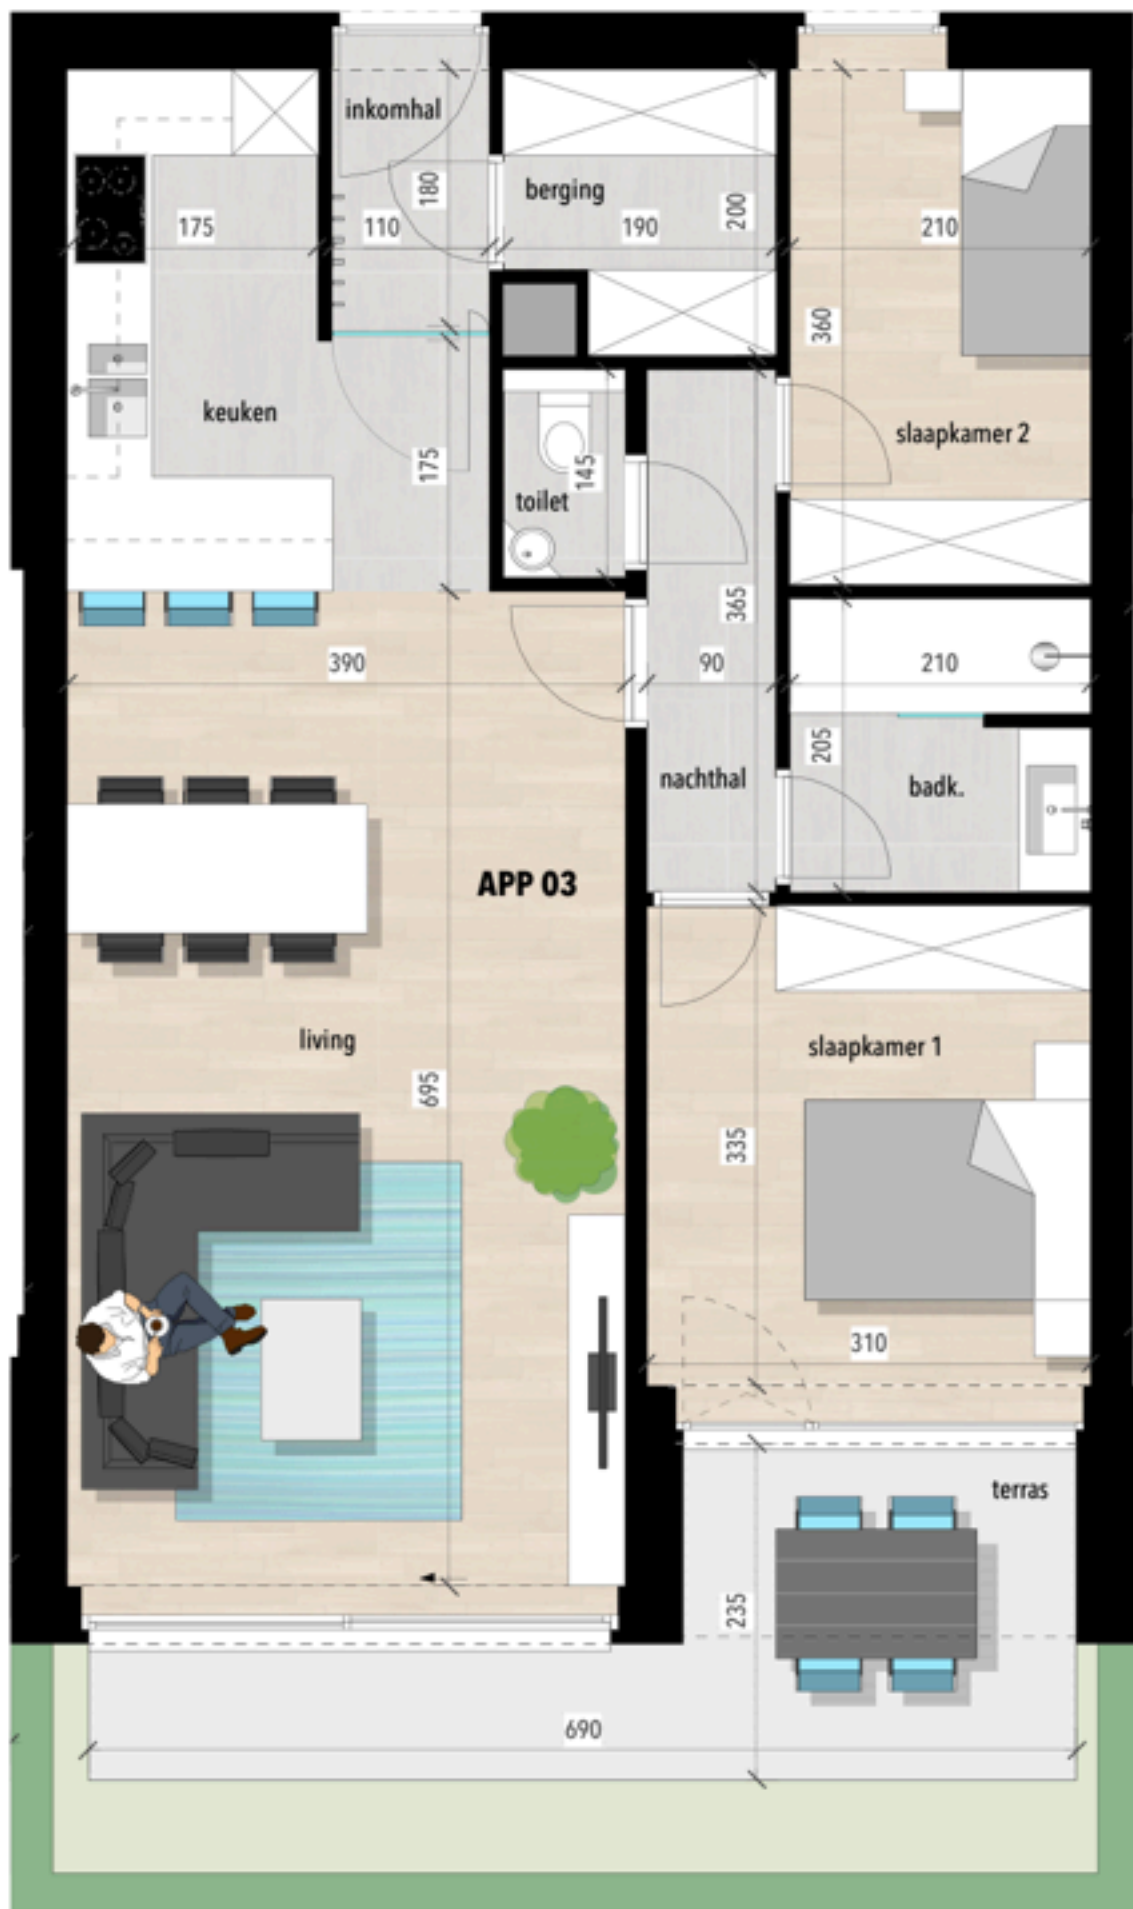 inkomhal
berging
180
200
175
110
190
210
360
keuken
slaapkamer 2
175
145
toilet
365
390
90
210
205
nachthal
badk.
APP 03
living
slaapkamer 1
695
335
310
terras
235
690